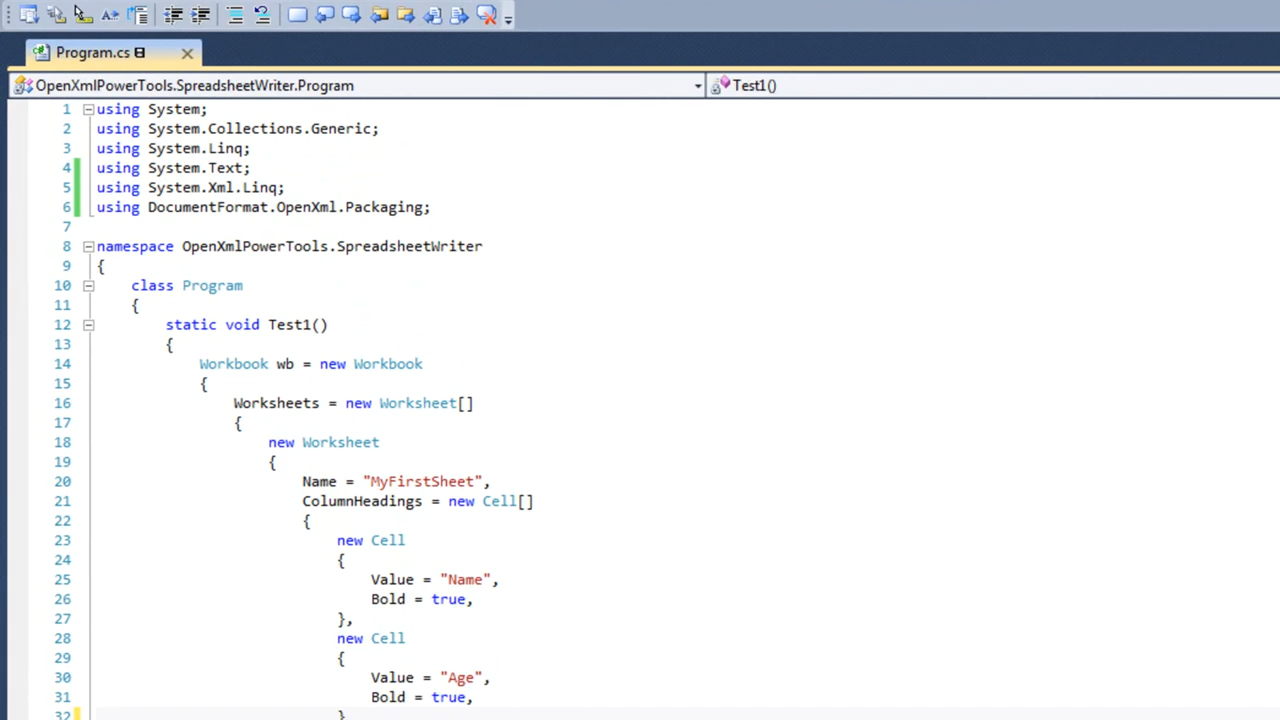 Program.cs
OpenXmlPowerTools.SpreadsheetWriter.Program
Test1()
1 using System;
2 using System.Collections.Generic;
3 using System.Linq;
4 using System.Text;
5 using System.Xml.Linq;
6 using DocumentFormat.OpenXml.Packaging;
7
8 namespace OpenXmlPowerTools.SpreadsheetWriter
9 {
10 class Program
11 {
12 static void Test1()
13 {
14 Workbook wb = new Workbook
15 {
16 Worksheets = new Worksheet[]
17 {
18 new Worksheet
19 {
20 Name = "MyFirstSheet",
21 ColumnHeadings = new Cell[]
22 {
23 new Cell
24 {
25 Value = "Name",
26 Bold = true,
27 },
28 new Cell
29 {
30 Value = "Age",
31 Bold = true,
32 }